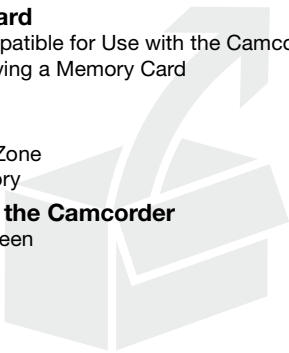 ard
patible for Use with the Camco
ving a Memory Card
Zone
ory
the Camcorder
een